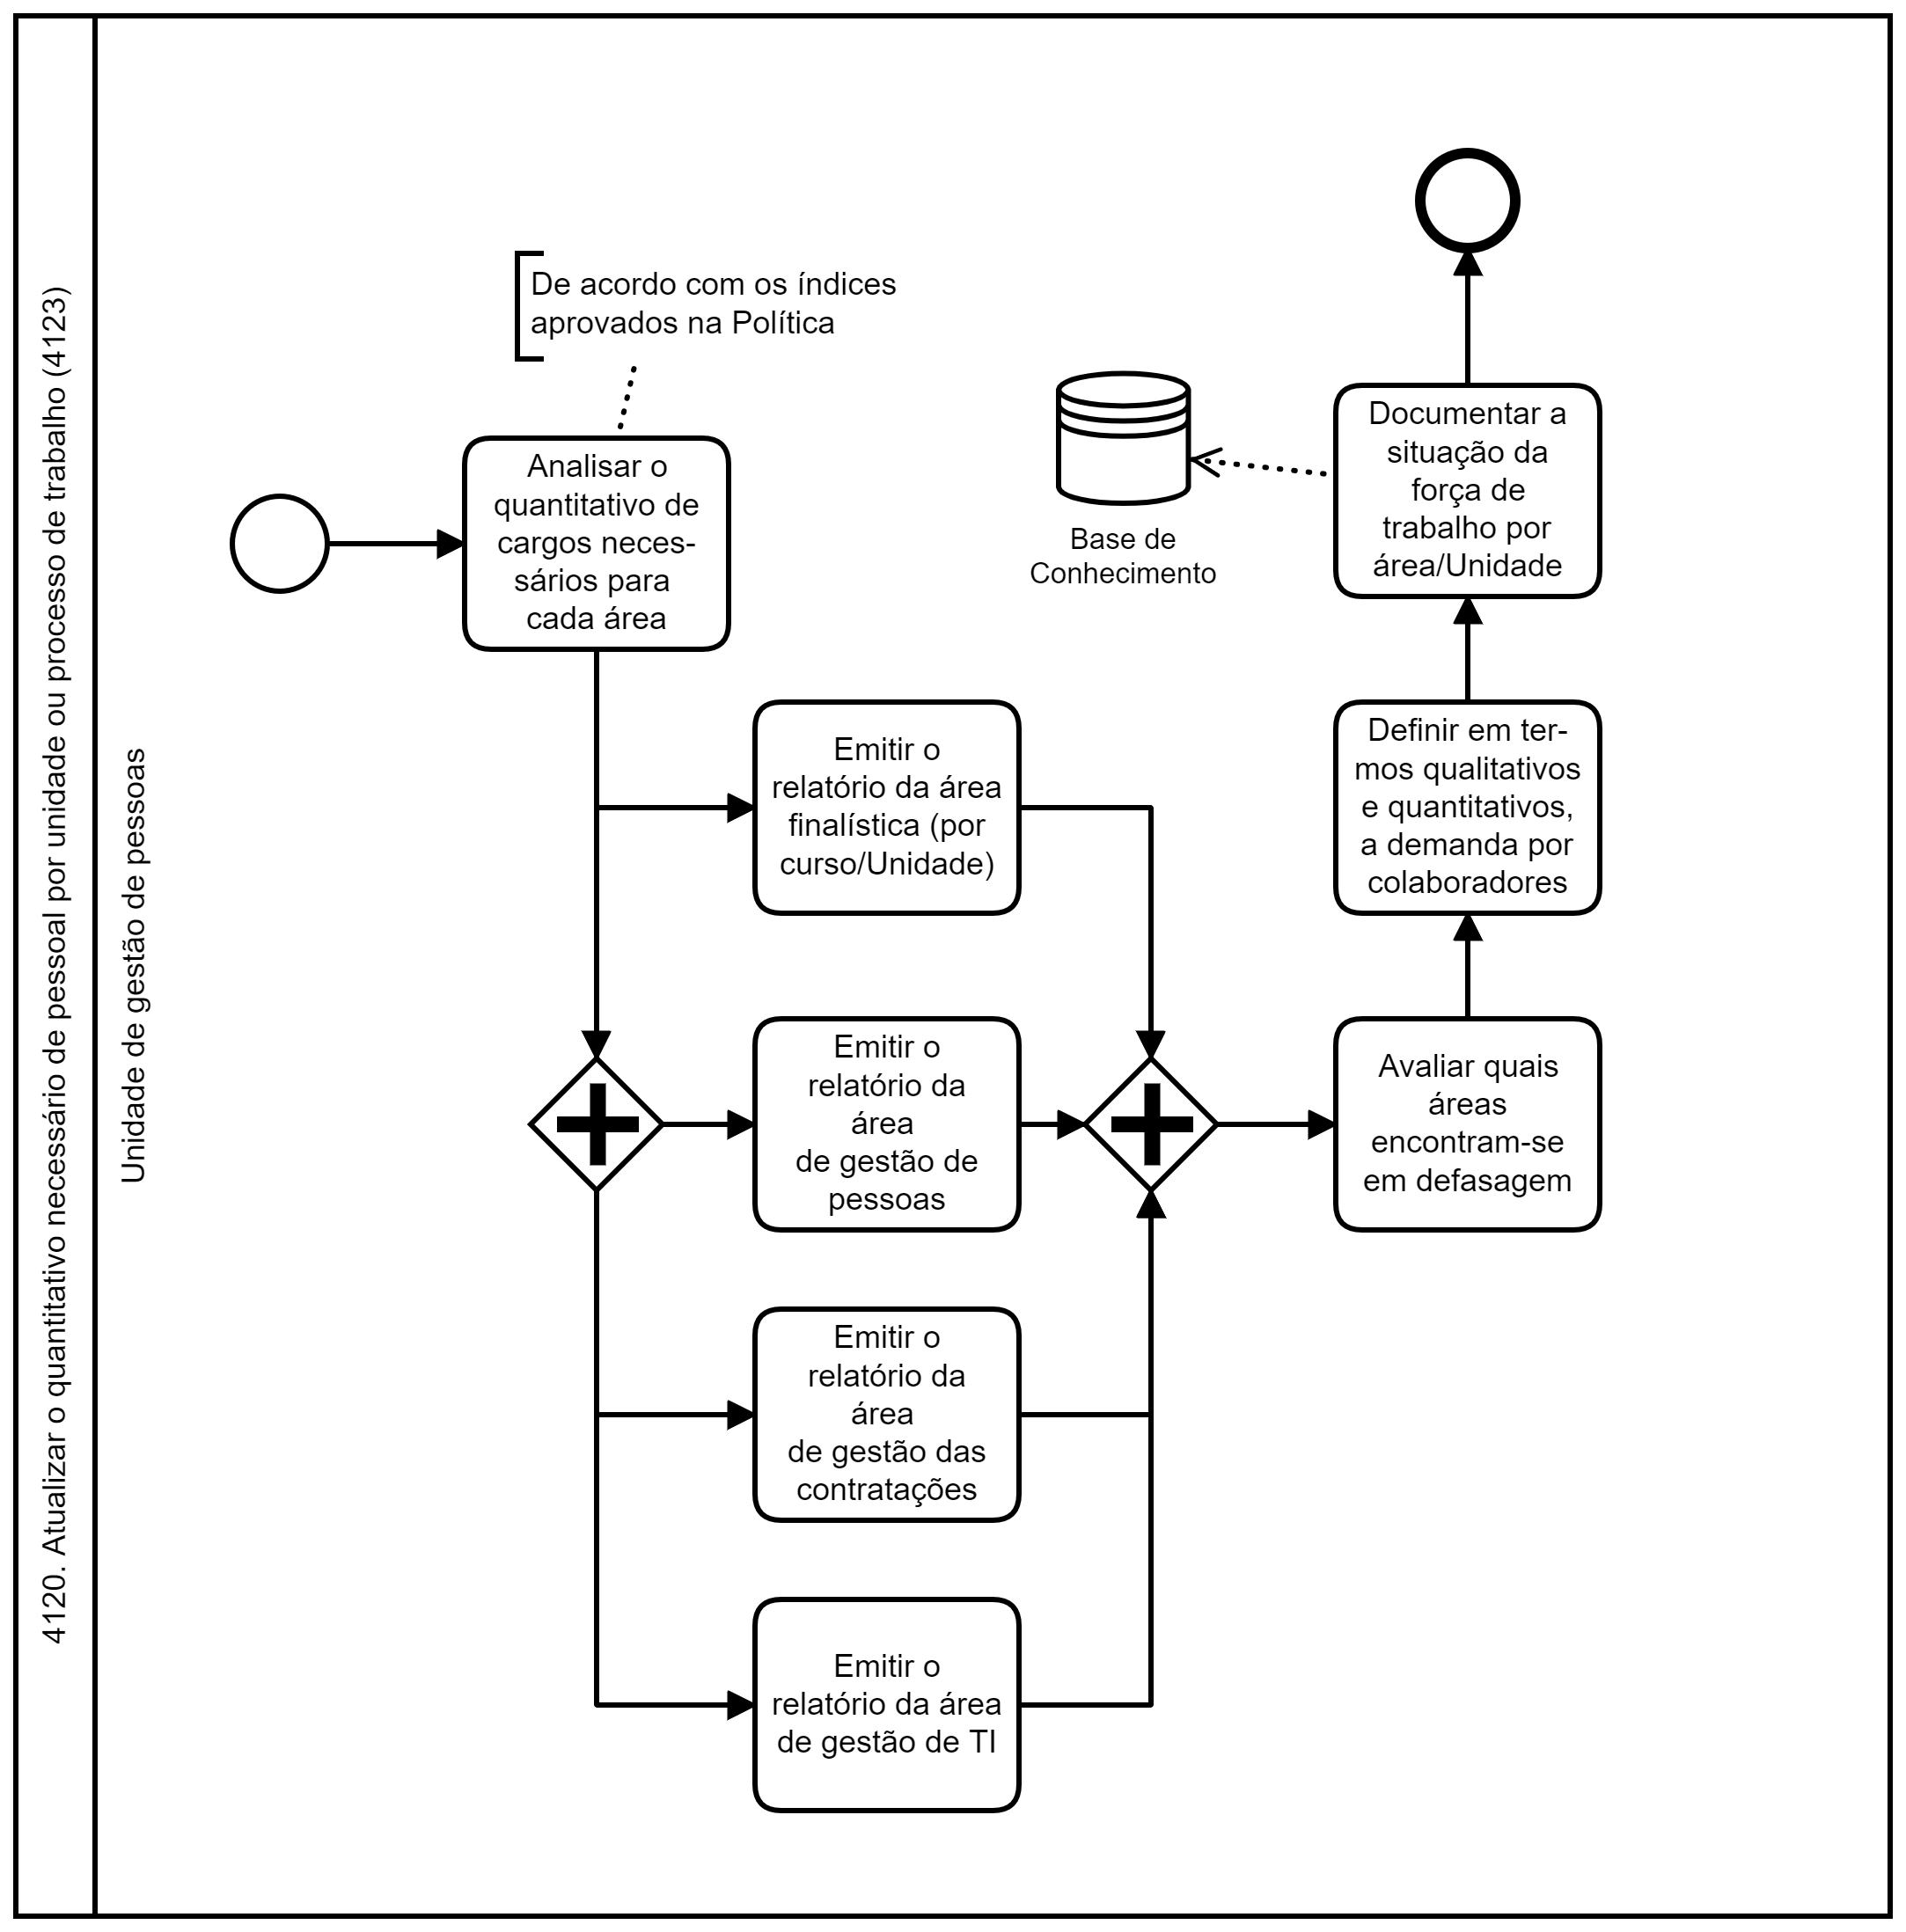 4120. Atualizar o quantitativo necessário de pessoal por unidade ou processo de trabalho (4123)
Unidade de gestão de pessoas
De acordo com os índices
aprovados na Política
Analisar o
quantitativo de
cargos neces-
sários para
cada área
Emitir o
relatório da área
finalística (por
curso/Unidade)
Emitir o
relatório da
área
de gestão de
pessoas
Emitir o
relatório da
área
de gestão das
contratações
Emitir o
relatório da área
de gestão de TI
Avaliar quais
áreas
encontram-se
em defasagem
Definir em ter-
mos qualitativos
e quantitativos,
a demanda por
colaboradores
Documentar a
situação da
força de
trabalho por
área/Unidade
Base de
Conhecimento